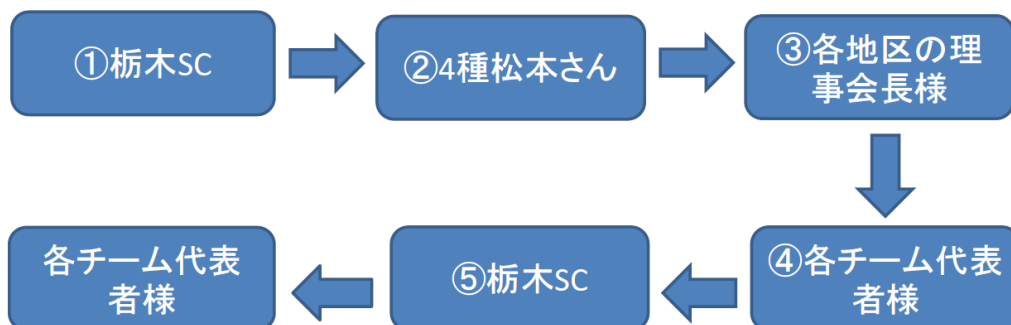 ①栃木SC
②4種松本さん
③各地区の理
事会長様
④各チーム代表
者様
⑤栃木SC
各チーム代表
者様